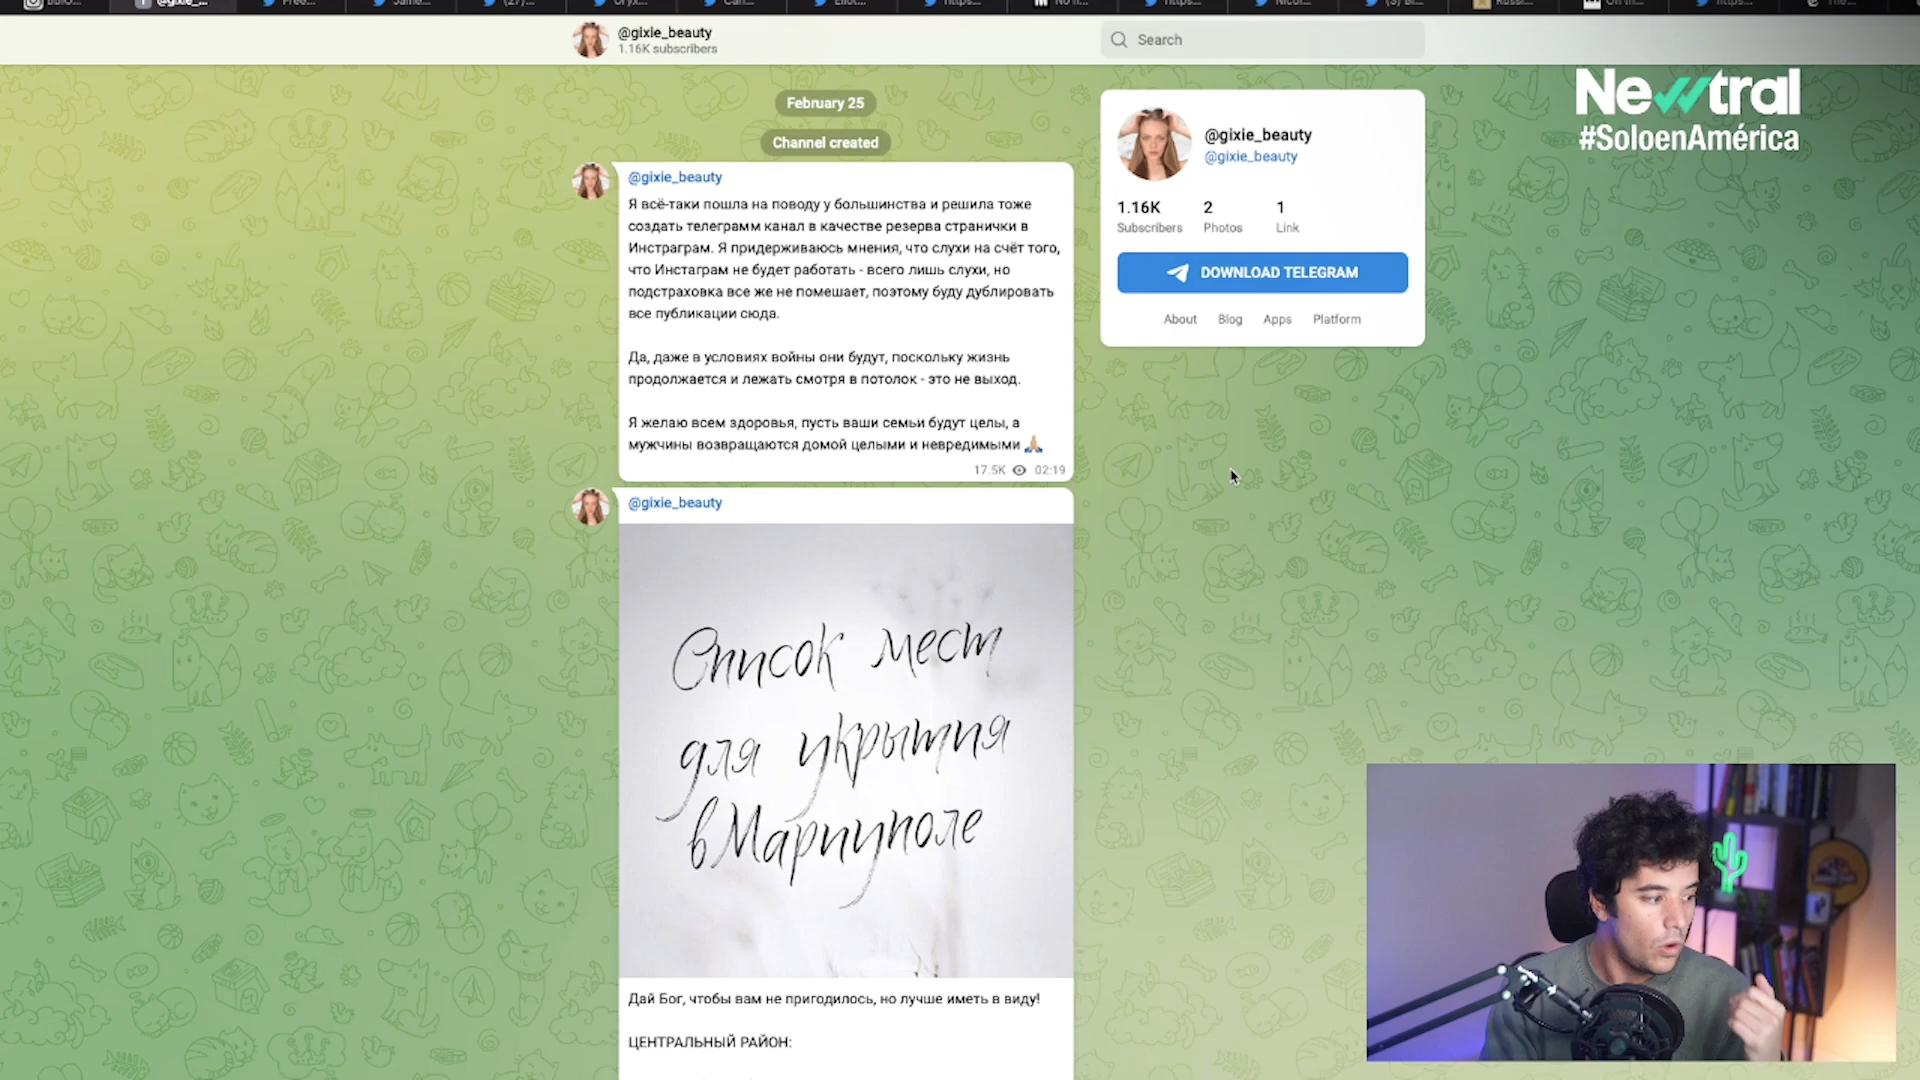 @gixie_beauty
1.16K subscribers
Search
Newtral
#SoloenAmérica
February 25
Channel created
@gixie_beauty
Я всё-таки пошла на поводу у большинства и решила тоже
создать телеграмм канал в качестве резерва странички в
Инстраграм. Я придерживаюсь мнения, что слухи на счёт того,
что Инстаграм не будет работать - всего лишь слухи, но
подстраховка все же не помешает, поэтому буду дублировать
все публикации сюда.
Да, даже в условиях войны они будут, поскольку жизнь
продолжается и лежать смотря в потолок - это не выход.
Я желаю всем здоровья, пусть ваши семьи будут целы, а
мужчины возвращаются домой целыми и невредимыми 🙏🏼
17.5K 02:19
@gixie_beauty
@gixie_beauty
1.16K 2 1
Subscribers Photos Link
DOWNLOAD TELEGRAM
About Blog Apps Platform
@gixie_beauty
Список мест
для укрытия
в Мариуполе
Дай Бог, чтобы вам не пригодилось, но лучше иметь в виду!
ЦЕНТРАЛЬНЫЙ РАЙОН: